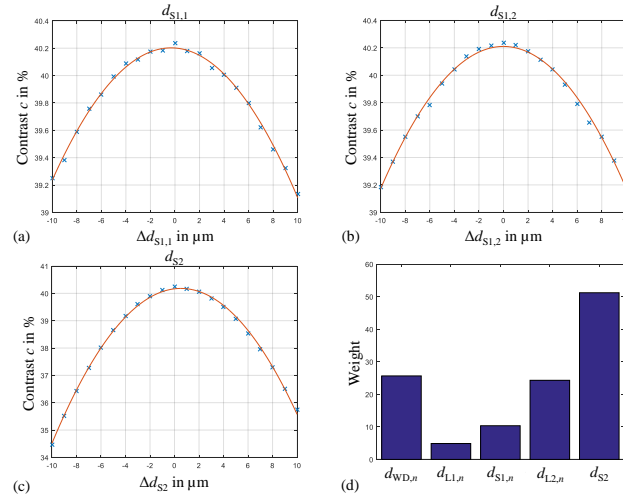 d_S1,1
40.4
40.2
40
39.8
39.6
39.4
39.2
39
Contrast c in %
-10 -8 -6 -4 -2 0 2 4 6 8 10
(a)
Δd_S1,1 in µm
d_S1,2
40.4
40.2
40
39.8
39.6
39.4
39.2
39
Contrast c in %
-10 -8 -6 -4 -2 0 2 4 6 8
(b)
Δd_S1,2 in µm
d_S2
41
40
39
38
37
36
35
34
Contrast c in %
-10 -8 -6 -4 -2 0 2 4 6 8 10
(c)
Δd_S2 in µm
60
50
40
30
20
10
0
Weight
d_WD,n d_L1,n d_S1,n d_L2,n d_S2
(d)